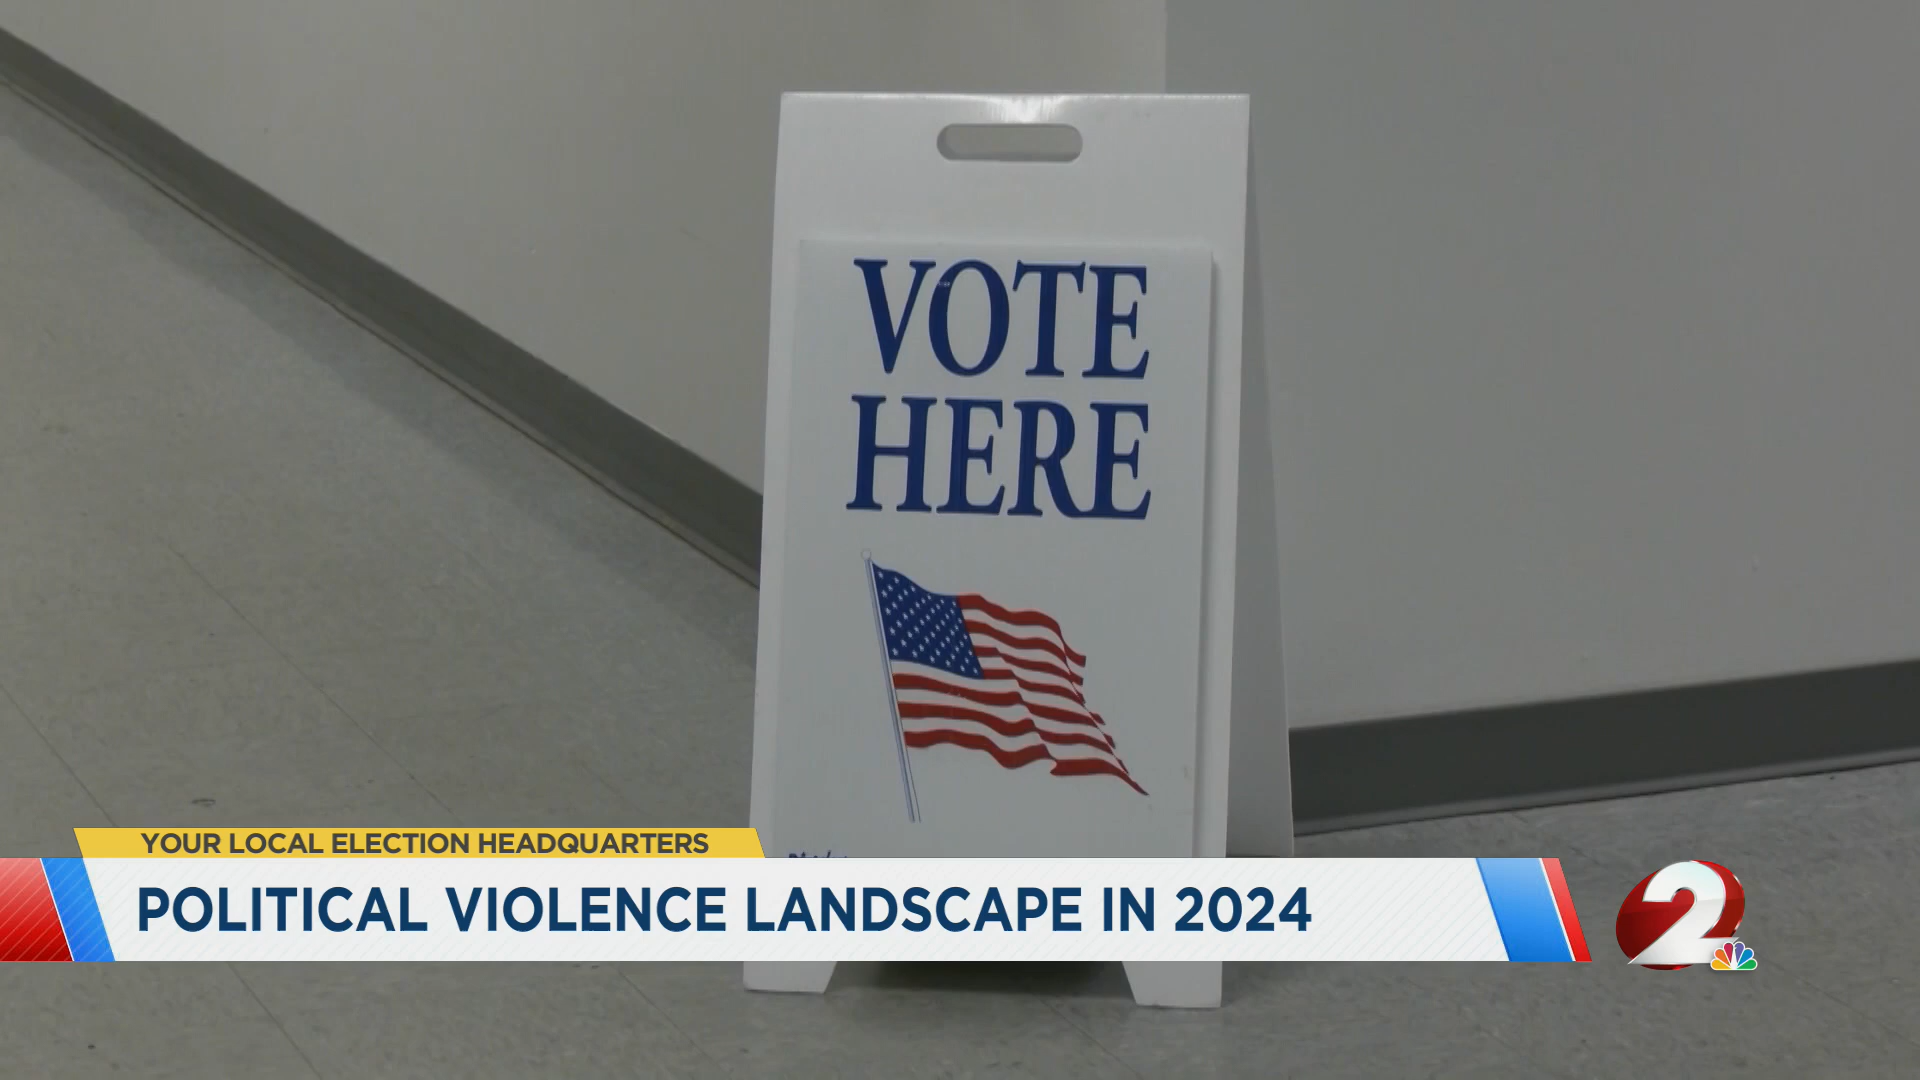 VOTE
HERE
YOUR LOCAL ELECTION HEADQUARTERS
POLITICAL VIOLENCE LANDSCAPE IN 2024
2